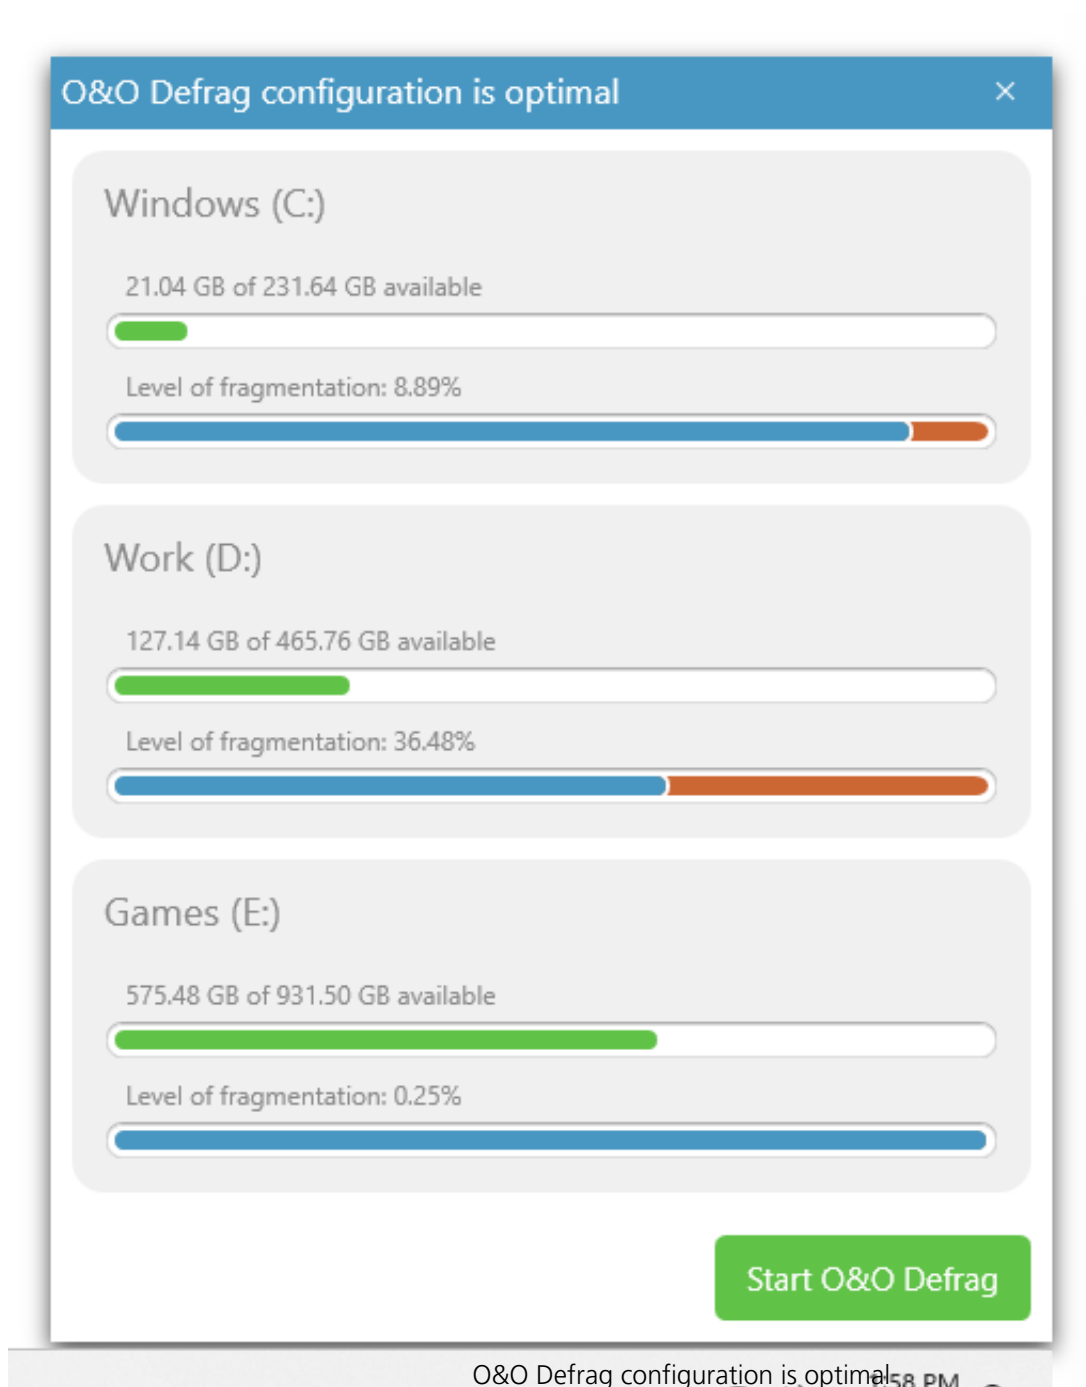 O&O Defrag configuration is optimal
Windows (C:)
21.04 GB of 231.64 GB available
Level of fragmentation: 8.89%
Work (D:)
127.14 GB of 465.76 GB available
Level of fragmentation: 36.48%
Games (E:)
575.48 GB of 931.50 GB available
Level of fragmentation: 0.25%
Start O&O Defrag
O&O Defrag configuration is optimal
:58 PM